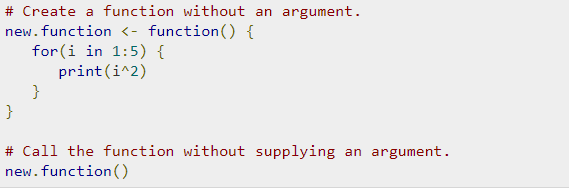 # Create a function without an argument.
new.function <- function() {
   for(i in 1:5) {
      print(i^2)
   }
}

# Call the function without supplying an argument.
new.function()